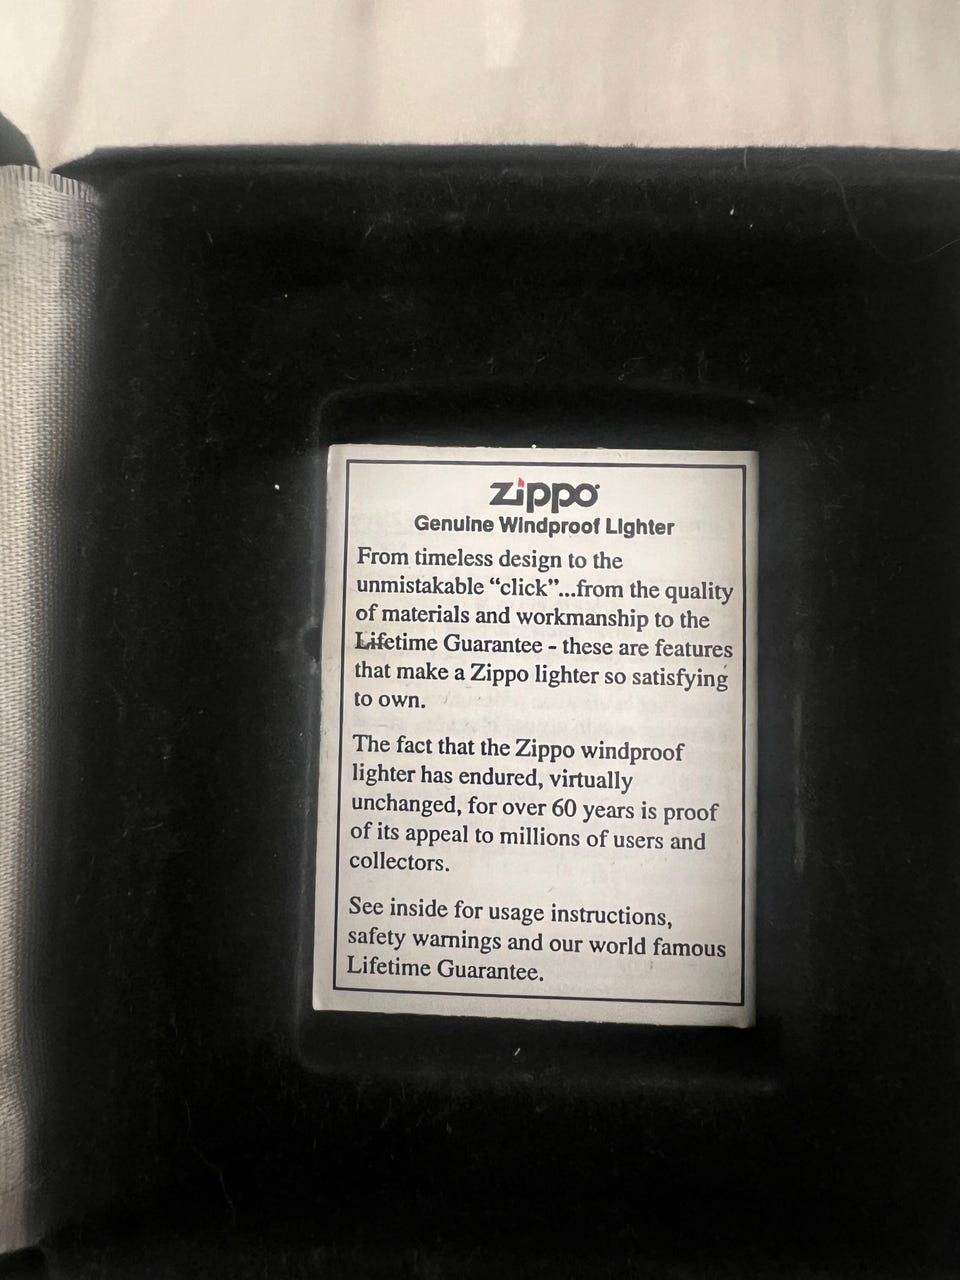 zippo
Genuine Windproof Lighter
From timeless design to the
unmistakable “click”...from the quality
of materials and workmanship to the
Lifetime Guarantee - these are features
that make a Zippo lighter so satisfying
to own.
The fact that the Zippo windproof
lighter has endured, virtually
unchanged, for over 60 years is proof
of its appeal to millions of users and
collectors.
See inside for usage instructions,
safety warnings and our world famous
Lifetime Guarantee.